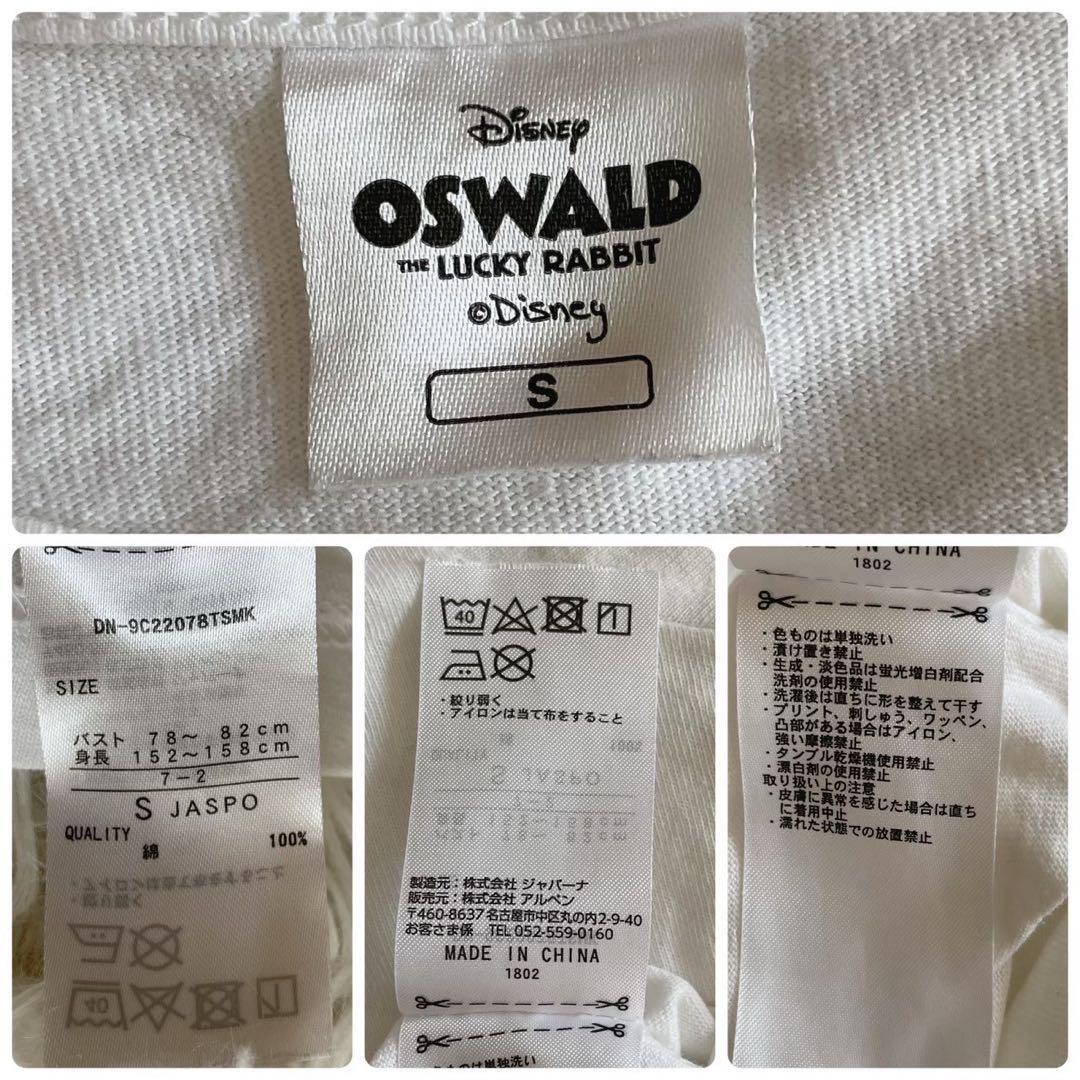 Disney
OSWALD
THE LUCKY RABBIT
©Disney
S
DN-9C22078TSMK
SIZE
バスト 78～ 82cm
身長 152～158cm
7-2
S JASPO
QUALITY
綿 100%
40
・絞り弱く
・アイロンは当て布をすること
製造元：株式会社 ジャパーナ
販売元：株式会社 アルペン
〒460-8637 名古屋市中区丸の内2-9-40
お客さま係 TEL 052-559-0160
MADE IN CHINA
1802
・色ものは単独洗い
MADE IN CHINA
1802
・色ものは単独洗い
・漬け置き禁止
・生成・淡色品は蛍光増白剤配合
洗剤の使用禁止
・洗濯後は直ちに形を整えて干す
・プリント、刺しゅう、ワッペン、
凸部がある場合はアイロン、
強い摩擦禁止
・タンブル乾燥機使用禁止
・漂白剤の使用禁止
取り扱い上の注意
・皮膚に異常を感じた場合は直ち
に着用中止
・濡れた状態での放置禁止